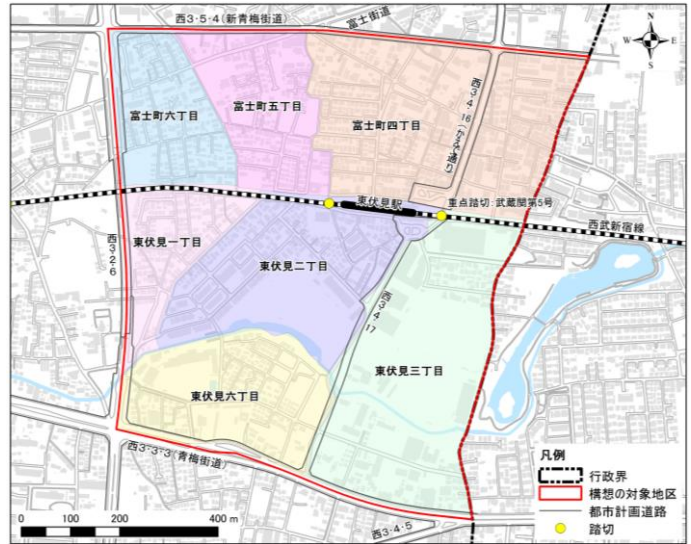 西3・5・4(新青梅街道)
富士街道
N
W E
S
富士町六丁目
富士町五丁目
富士町四丁目
西3・4・16(かえで通り)
東伏見駅
重点踏切:武蔵関第5号
西武新宿線
東伏見一丁目
西3・2・6
東伏見二丁目
西3・4・17
東伏見三丁目
東伏見六丁目
西3・3・3(青梅街道)
西3・4・5
0 100 200 400 m
凡例
行政界
構想の対象地区
都市計画道路
踏切